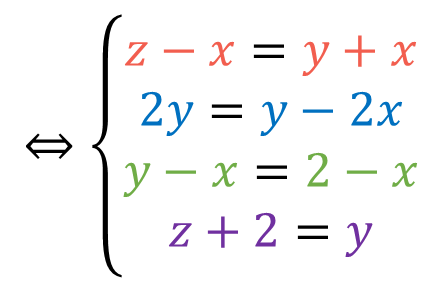 ⇔
z − x = y + x
2y = y − 2x
y − x = 2 − x
z + 2 = y